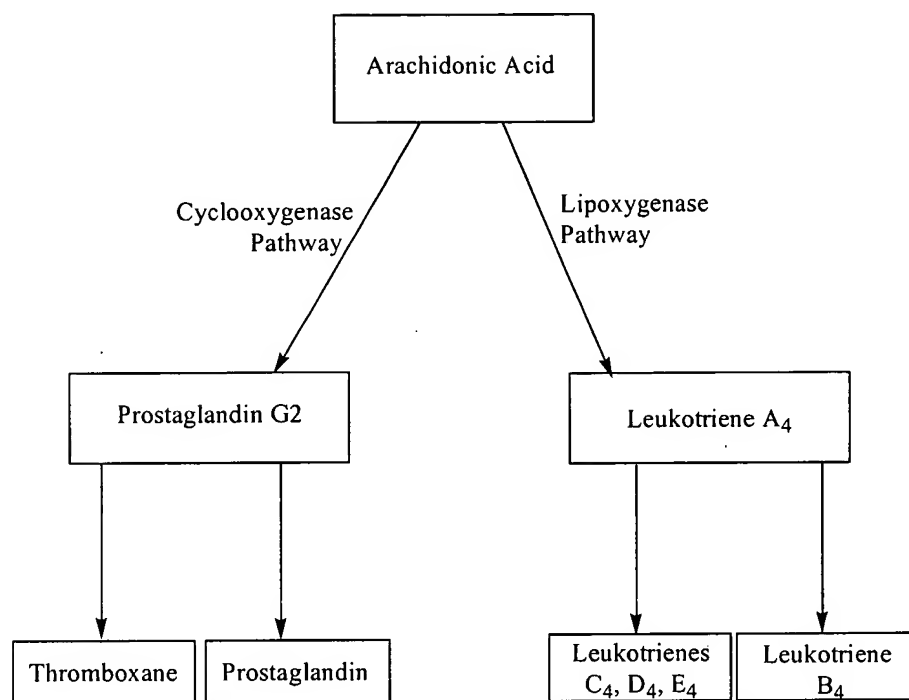 Arachidonic Acid
Cyclooxygenase
Pathway
Lipoxygenase
Pathway
Prostaglandin G2
Leukotriene A₄
Thromboxane
Prostaglandin
Leukotrienes
C₄, D₄, E₄
Leukotriene
B₄